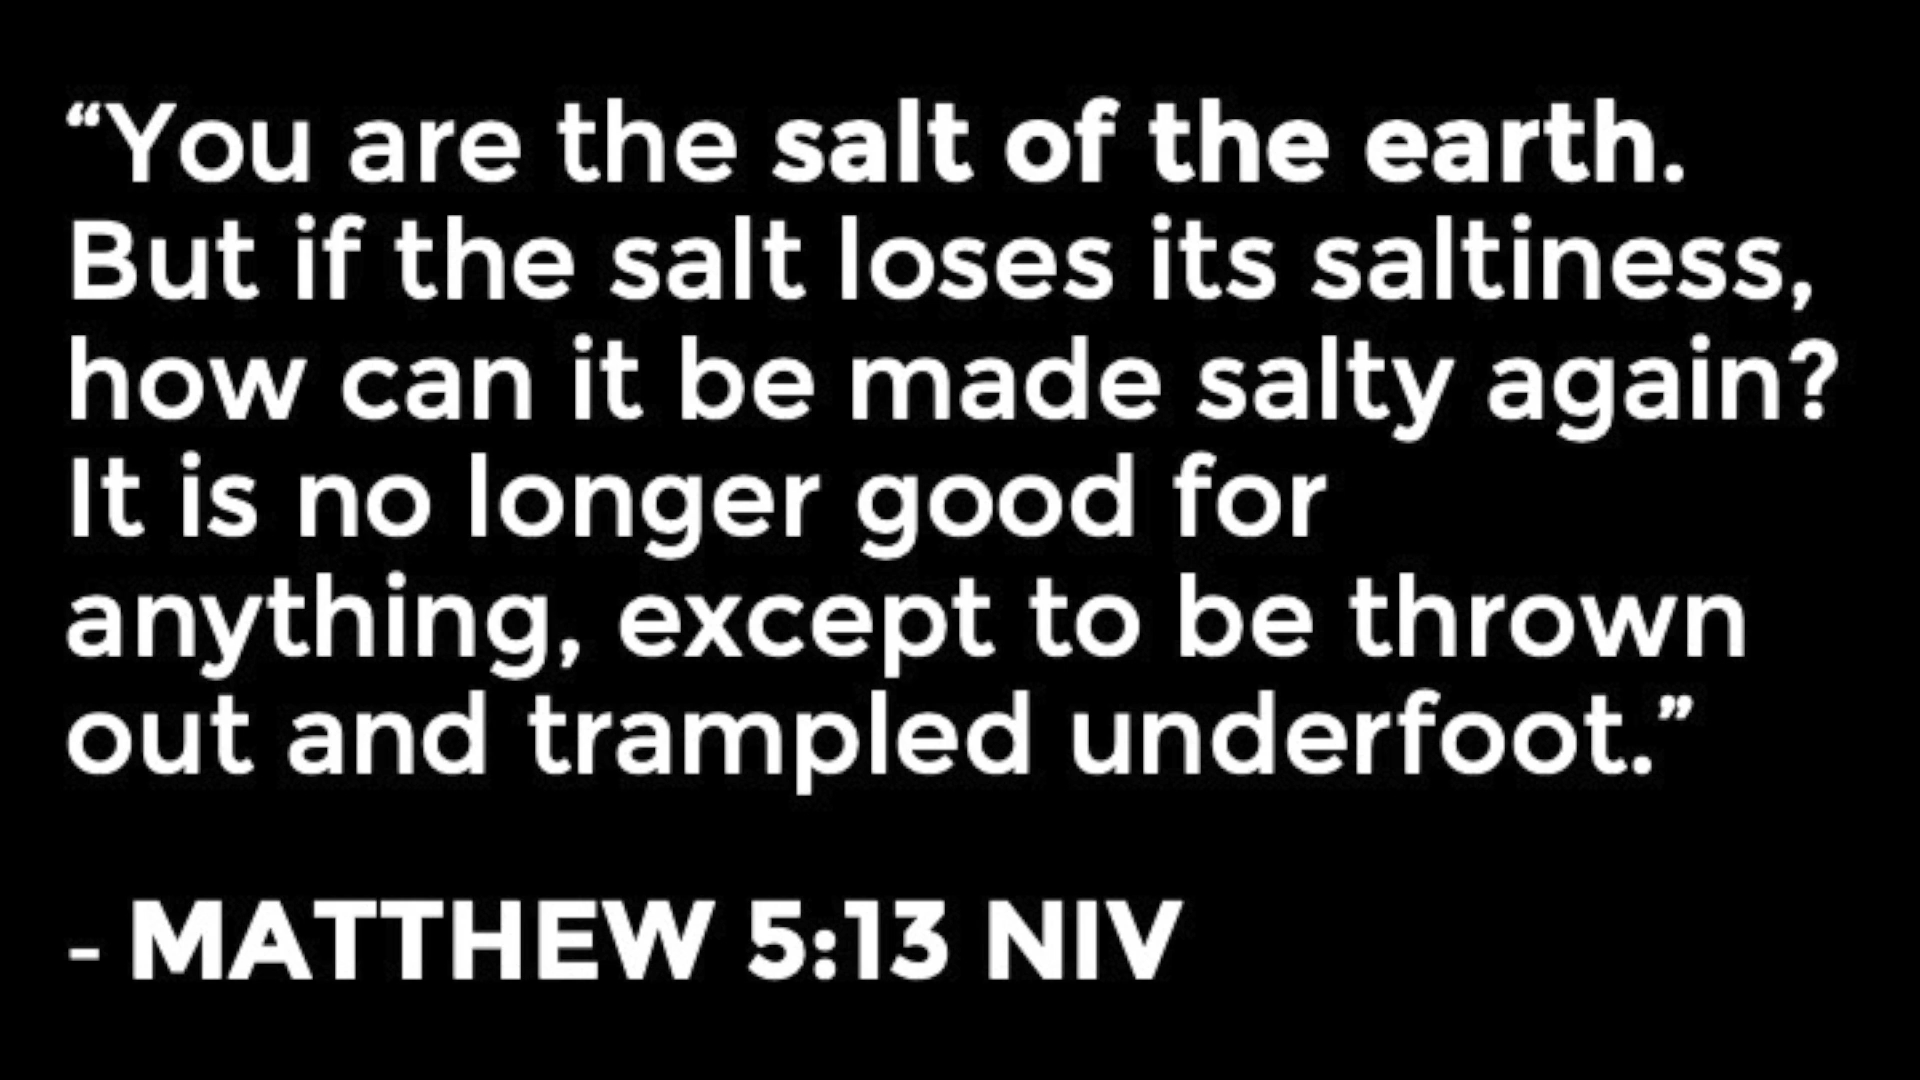 “You are the salt of the earth.
But if the salt loses its saltiness,
how can it be made salty again?
It is no longer good for
anything, except to be thrown
out and trampled underfoot.”
- MATTHEW 5:13 NIV